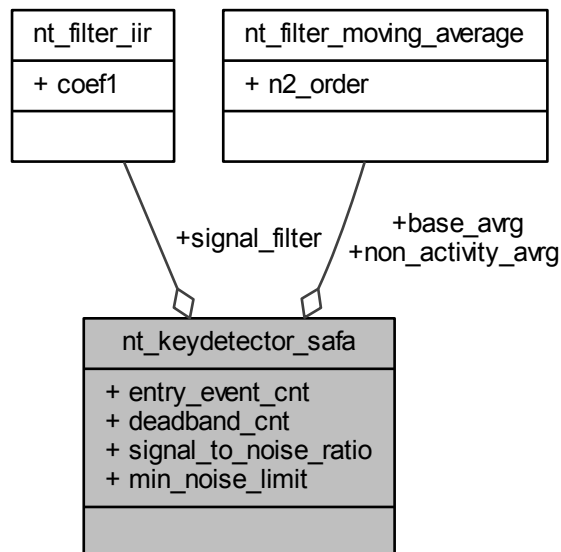 nt_filter_iir
+ coef1
nt_filter_moving_average
+ n2_order
+signal_filter
+base_avrg
+non_activity_avrg
nt_keydetector_safa
+ entry_event_cnt
+ deadband_cnt
+ signal_to_noise_ratio
+ min_noise_limit